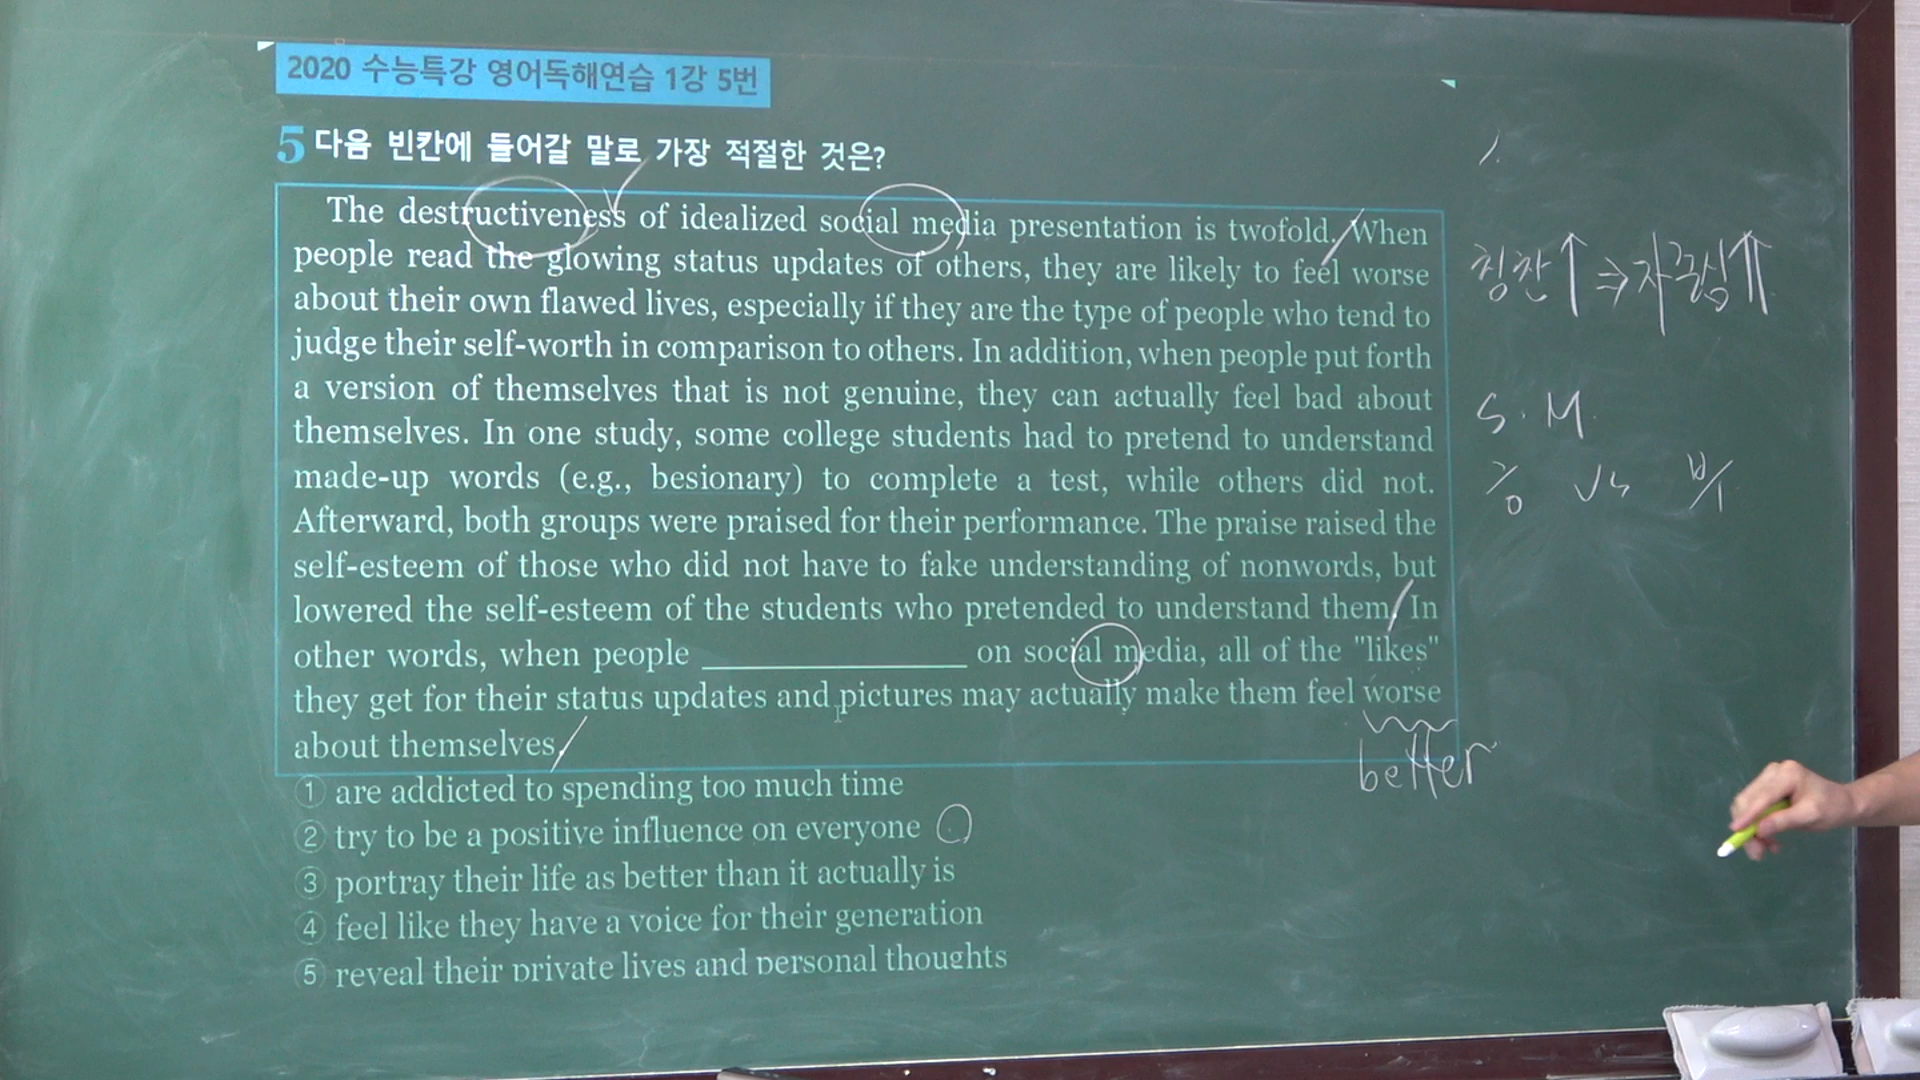 2020 수능특강 영어독해연습 1강 5번
5 다음 빈칸에 들어갈 말로 가장 적절한 것은?
The destructiveness of idealized social media presentation is twofold. When
people read the glowing status updates of others, they are likely to feel worse
about their own flawed lives, especially if they are the type of people who tend to
judge their self-worth in comparison to others. In addition, when people put forth
a version of themselves that is not genuine, they can actually feel bad about
themselves. In one study, some college students had to pretend to understand
made-up words (e.g., besionary) to complete a test, while others did not.
Afterward, both groups were praised for their performance. The praise raised the
self-esteem of those who did not have to fake understanding of nonwords, but
lowered the self-esteem of the students who pretended to understand them. In
other words, when people ______________ on social media, all of the "likes"
they get for their status updates and pictures may actually make them feel worse
about themselves.
better
① are addicted to spending too much time
② try to be a positive influence on everyone
③ portray their life as better than it actually is
④ feel like they have a voice for their generation
⑤ reveal their private lives and personal thoughts
칭찬↑ ⇒ 자긍심↑
S. M.
vs